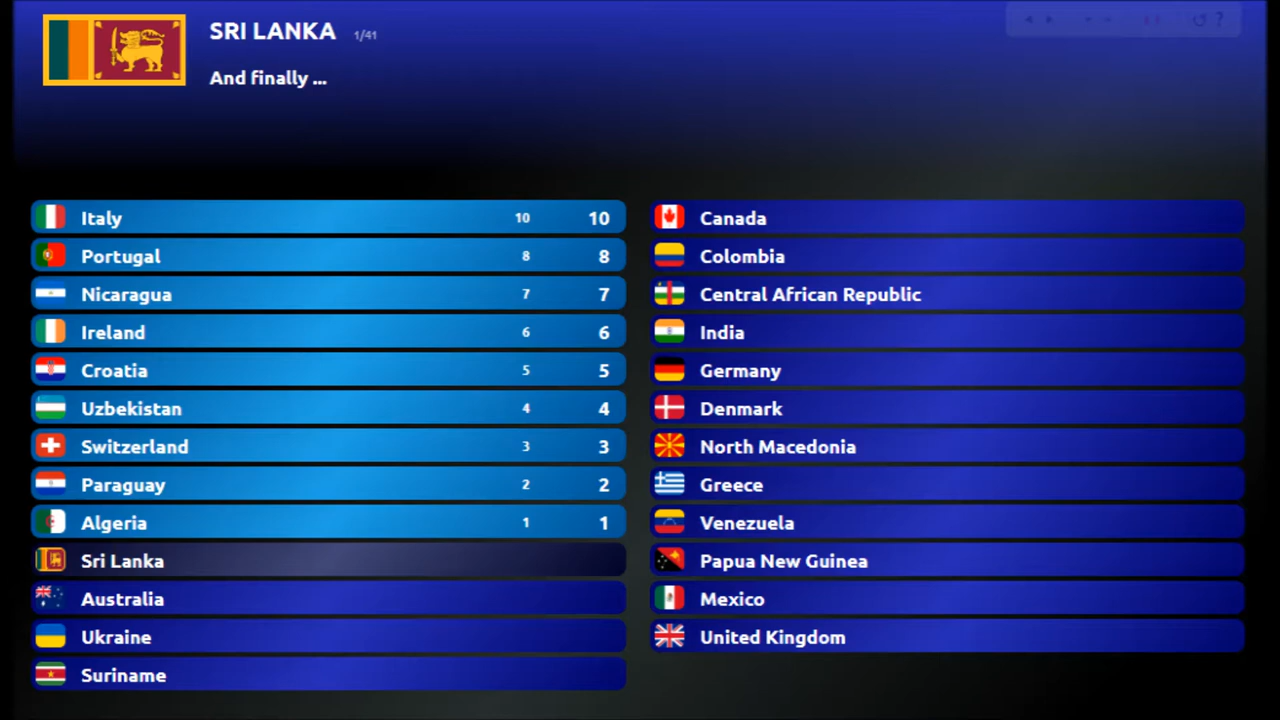 SRI LANKA 1/41
?
And finally ...
Italy 10 10
Portugal 8 8
Nicaragua 7 7
Ireland 6 6
Croatia 5 5
Uzbekistan 4 4
Switzerland 3 3
Paraguay 2 2
Algeria 1 1
Sri Lanka
Australia
Ukraine
Suriname
Canada
Colombia
Central African Republic
India
Germany
Denmark
North Macedonia
Greece
Venezuela
Papua New Guinea
Mexico
United Kingdom